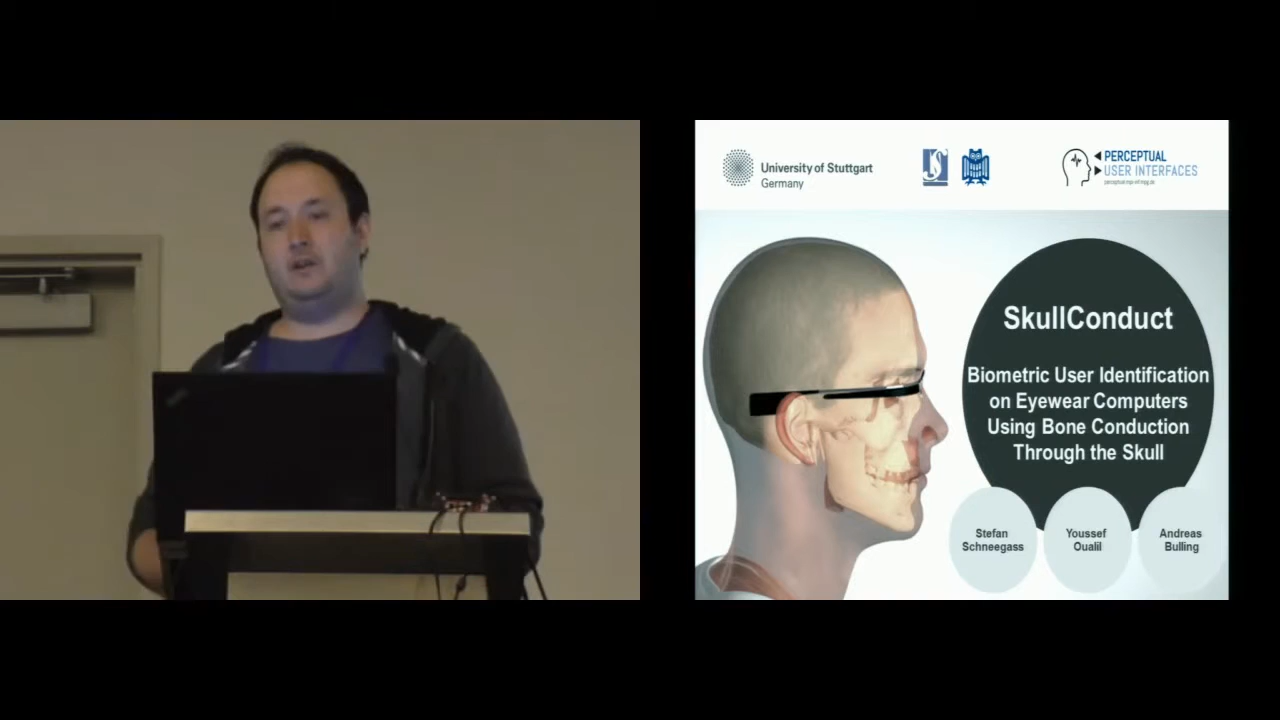 University of Stuttgart
Germany
PERCEPTUAL
USER INTERFACES
SkullConduct
Biometric User Identification
on Eyewear Computers
Using Bone Conduction
Through the Skull
Stefan
Schneegass
Youssef
Oualil
Andreas
Bulling